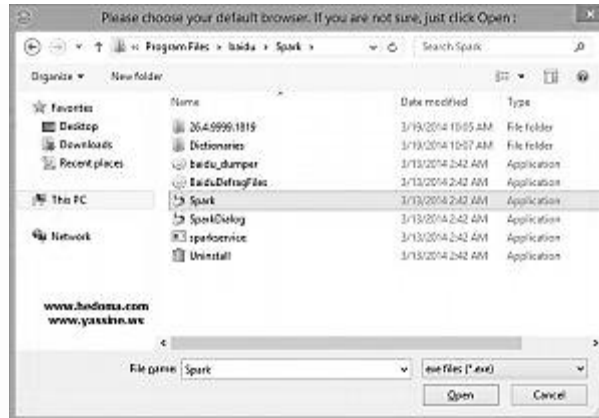 Please choose your default browser. If you are not sure, just click Open :
« Program Files › baidu › Spark ›
Search Spark
Organize
New folder
Name
Date modified
Type
Favorites
Desktop
Downloads
Recent places
This PC
Network
26.4.9999.1819 3/19/2014 10:05 AM File folder
Dictionaries 3/19/2014 10:07 AM File folder
baidu_dumper 3/13/2014 2:42 AM Application
BaiduDefragFiles 3/13/2014 2:42 AM Application
Spark 3/13/2014 2:42 AM Application
SparkDialog 3/13/2014 2:42 AM Application
sparkservice 3/13/2014 2:42 AM Application
Uninstall 3/13/2014 2:42 AM Application
www.hedoma.com
www.yassine.ws
File name: Spark
exe files (*.exe)
Open
Cancel